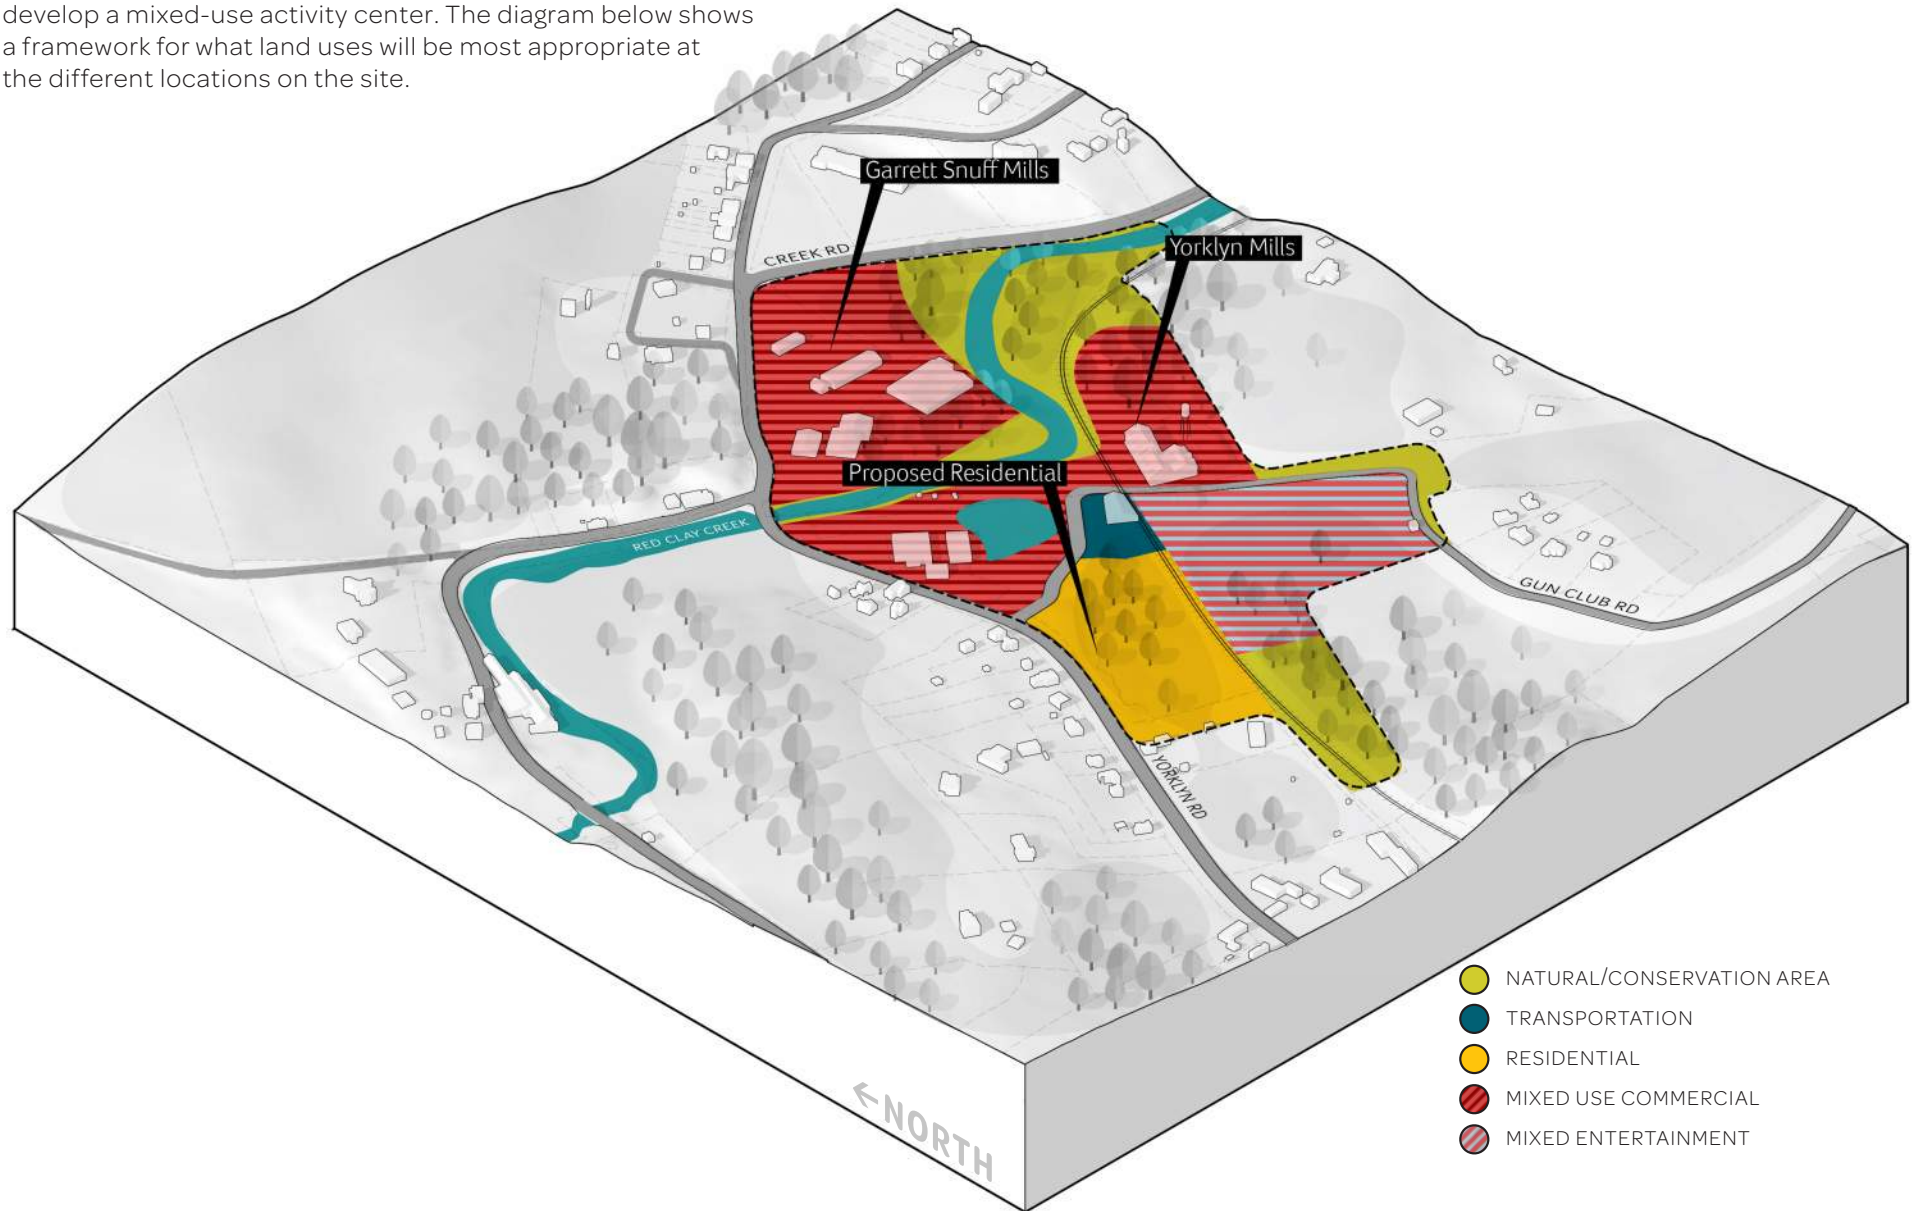 develop a mixed-use activity center. The diagram below shows
a framework for what land uses will be most appropriate at
the different locations on the site.
Garrett Snuff Mills
CREEK RD
Yorklyn Mills
Proposed Residential
RED CLAY CREEK
GUN CLUB RD
YORKLYN RD
NATURAL/CONSERVATION AREA
TRANSPORTATION
RESIDENTIAL
MIXED USE COMMERCIAL
MIXED ENTERTAINMENT
←NORTH